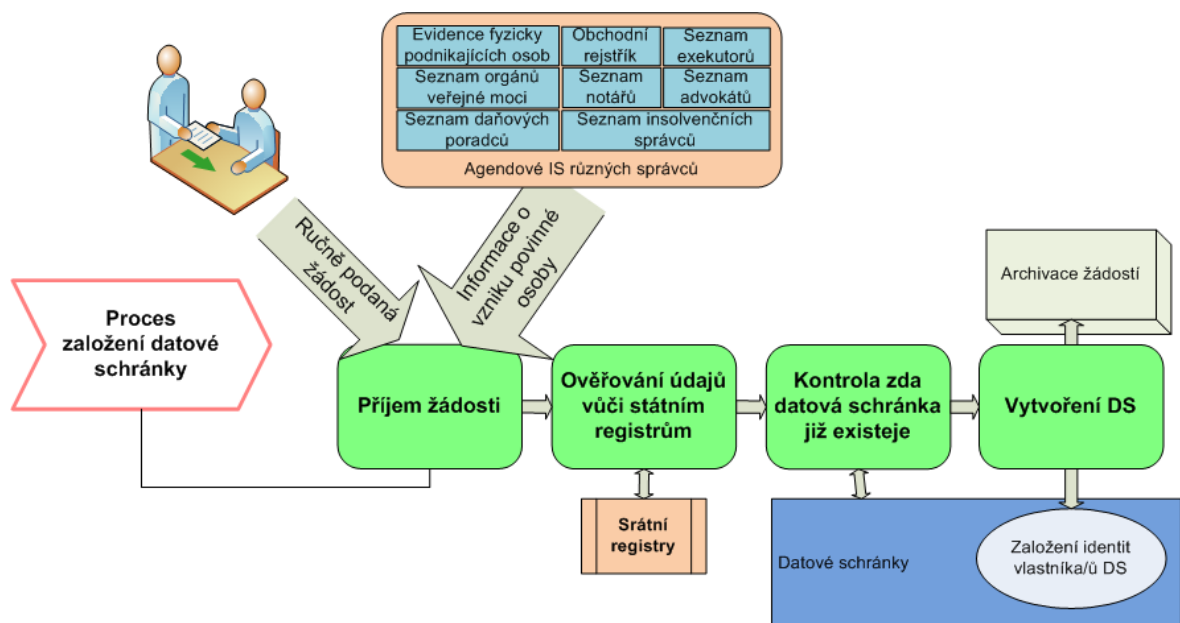 Evidence fyzicky
podnikajících osob
Obchodní
rejstřík
Seznam
exekutorů
Seznam orgánů
veřejné moci
Seznam
notářů
Seznam
advokátů
Seznam daňových
poradců
Seznam insolvenčních
správců
Agendové IS různých správců
Ručně podaná
žádost
Informace o
vzniku povinné
osoby
Archivace žádostí
Proces
založení datové
schránky
Příjem žádosti
Ověřování údajů
vůči státním
registrům
Kontrola zda
datová schránka
již existeje
Vytvoření DS
Srátní
registry
Datové schránky
Založení identit
vlastníka/ů DS